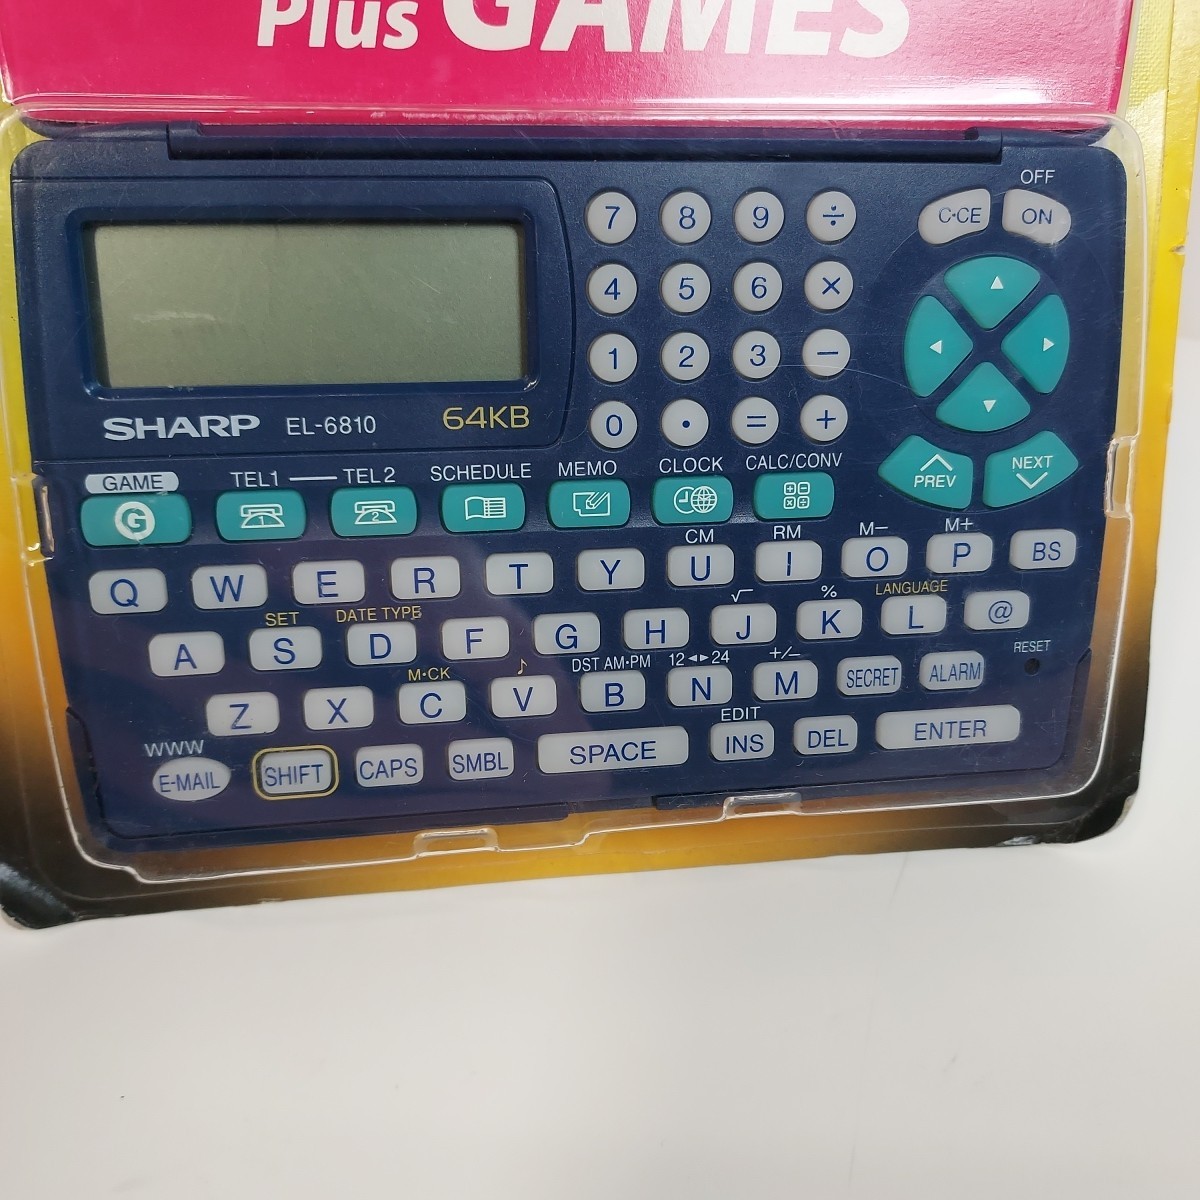 Plus GAMES
OFF
7 8 9 ÷ C·CE ON
4 5 6 ×
1 2 3 −
0 · = +
SHARP EL-6810 64KB
PREV NEXT
GAME TEL1 TEL2 SCHEDULE MEMO CLOCK CALC/CONV
G 1 2
CM RM M− M+
Q W E R T Y U I O P BS
SET DATE TYPE √ % LANGUAGE
A S D F G H J K L @
M·CK ♪ DST AM·PM 12◄►24 +/− RESET
Z X C V B N M SECRET ALARM
WWW EDIT
E-MAIL SHIFT CAPS SMBL SPACE INS DEL ENTER